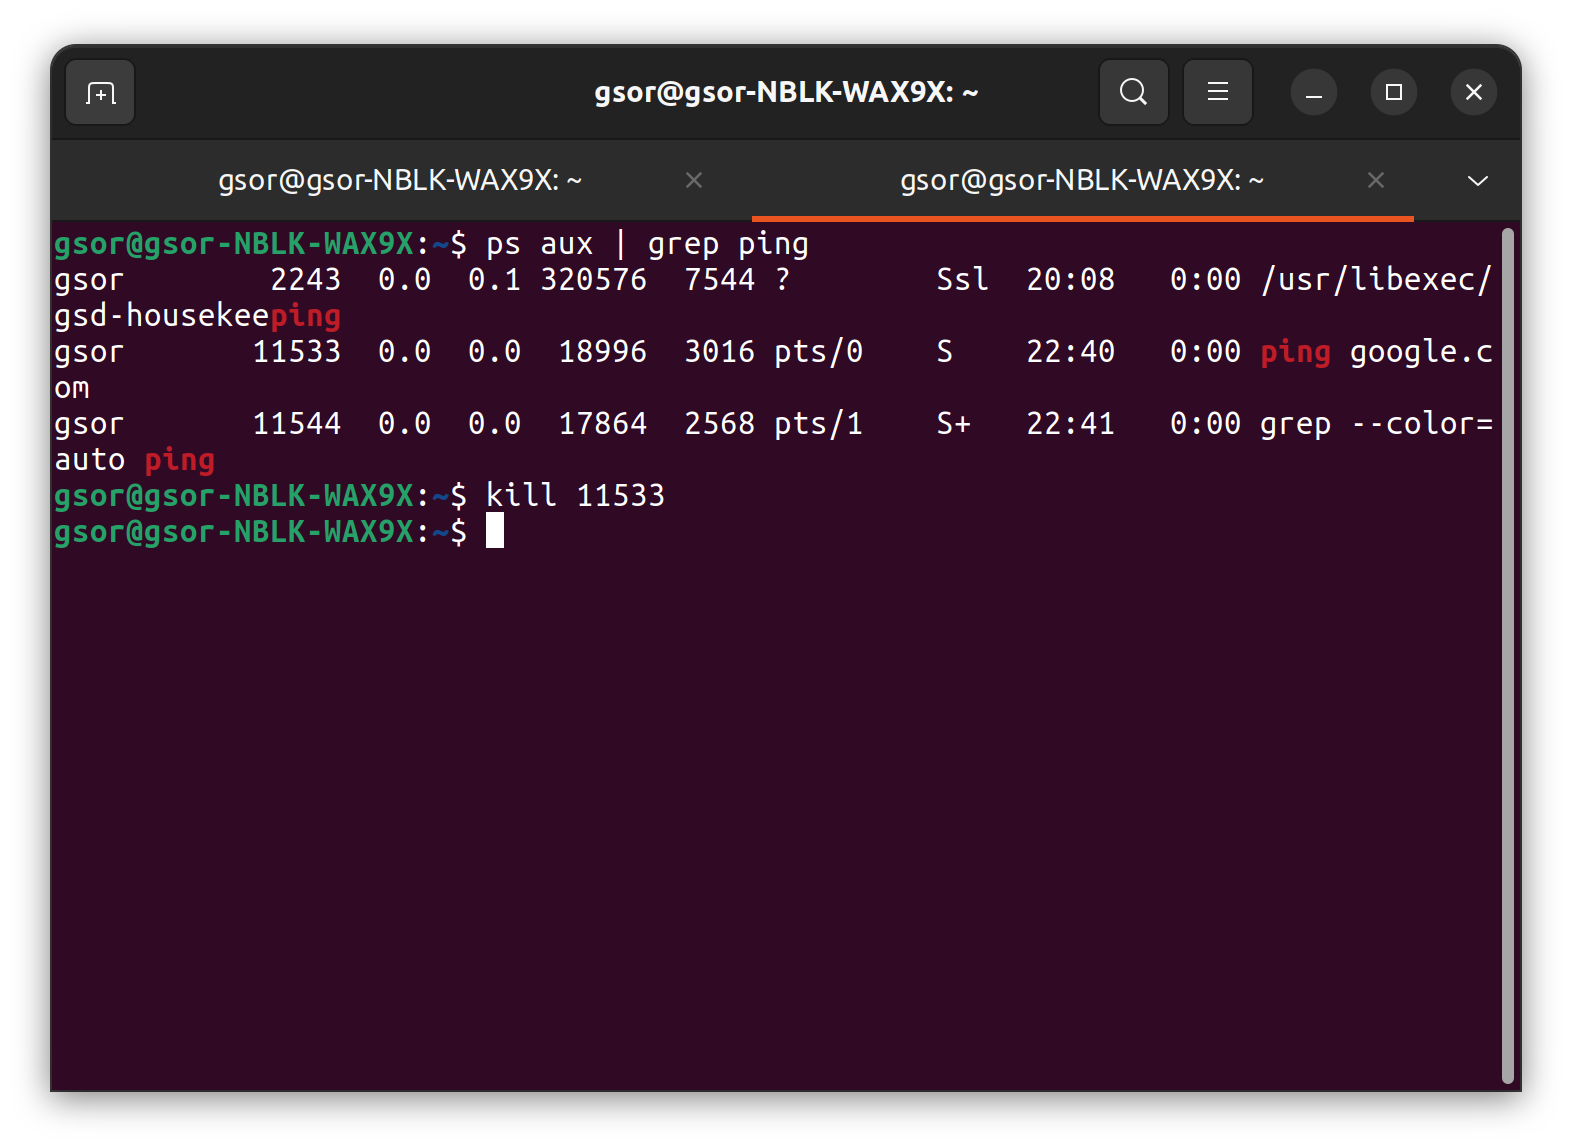 gsor@gsor-NBLK-WAX9X: ~
gsor@gsor-NBLK-WAX9X: ~ gsor@gsor-NBLK-WAX9X: ~
gsor@gsor-NBLK-WAX9X:~$ ps aux | grep ping
gsor        2243  0.0  0.1 320576  7544 ?        Ssl  20:08   0:00 /usr/libexec/
gsd-housekeeping
gsor       11533  0.0  0.0  18996  3016 pts/0    S    22:40   0:00 ping google.c
om
gsor       11544  0.0  0.0  17864  2568 pts/1    S+   22:41   0:00 grep --color=
auto ping
gsor@gsor-NBLK-WAX9X:~$ kill 11533
gsor@gsor-NBLK-WAX9X:~$